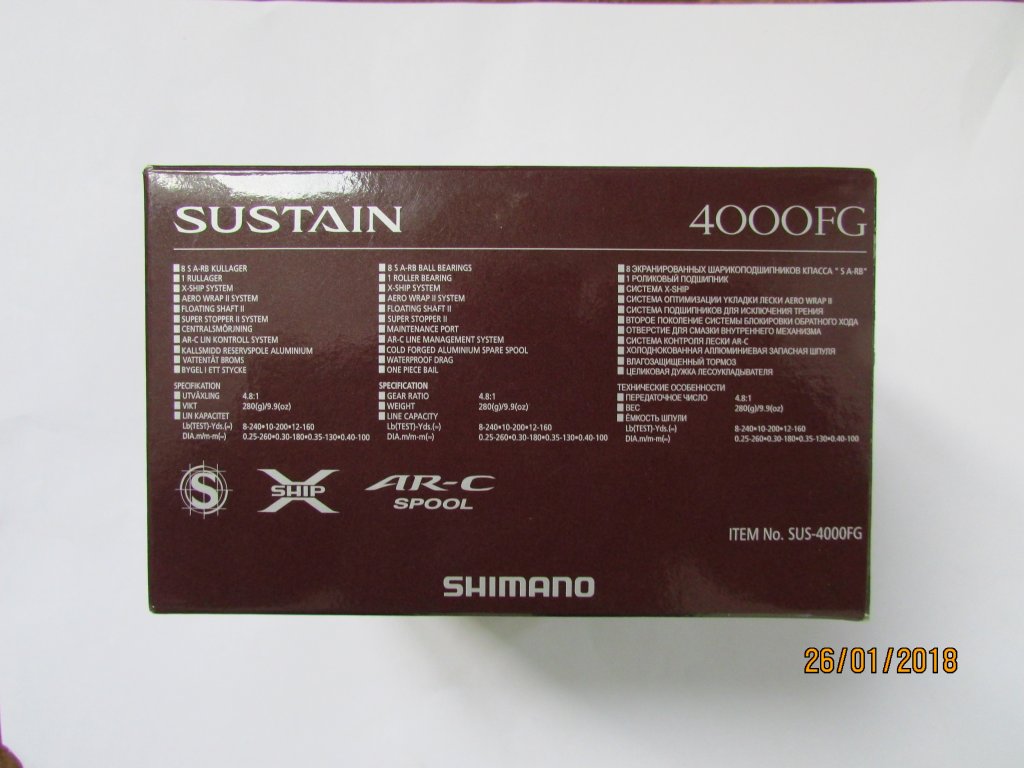 SUSTAIN
4000FG
8 S A-RB KULLAGER
1 RULLAGER
X-SHIP SYSTEM
AERO WRAP II SYSTEM
FLOATING SHAFT II
SUPER STOPPER II SYSTEM
CENTRALSMÖRJNING
AR-C LIN KONTROLL SYSTEM
KALLSMIDD RESERVSPOLE ALUMINIUM
VATTENTÄT BROMS
BYGEL I ETT STYCKE
SPECIFIKATION
UTVÄXLING 4.8:1
VIKT 280(g)/9.9(oz)
LIN KAPACITET
Lb(TEST)-Yds.(≈) 8-240•10-200•12-160
DIA.m/m-m(≈) 0.25-260•0.30-180•0.35-130•0.40-100
8 S A-RB BALL BEARINGS
1 ROLLER BEARING
X-SHIP SYSTEM
AERO WRAP II SYSTEM
FLOATING SHAFT II
SUPER STOPPER II
MAINTENANCE PORT
AR-C LINE MANAGEMENT SYSTEM
COLD FORGED ALUMINIUM SPARE SPOOL
WATERPROOF DRAG
ONE PIECE BAIL
SPECIFICATION
GEAR RATIO 4.8:1
WEIGHT 280(g)/9.9(oz)
LINE CAPACITY
Lb(TEST)-Yds.(≈) 8-240•10-200•12-160
DIA.m/m-m(≈) 0.25-260•0.30-180•0.35-130•0.40-100
8 ЭКРАНИРОВАННЫХ ШАРИКОПОДШИПНИКОВ КПАССА " S A-RB"
1 РОЛИКОВЫЙ ПОДШИПНИК
СИСТЕМА X-SHIP
СИСТЕМА ОПТИМИЗАЦИИ УКЛАДКИ ЛЕСКИ AERO WRAP II
СИСТЕМА ПОДШИПНИКОВ ДЛЯ ИСКЛЮЧЕНИЯ ТРЕНИЯ
ВТОРОЕ ПОКОЛЕНИЕ СИСТЕМЫ БЛОКИРОВКИ ОБРАТНОГО ХОДА
ОТВЕРСТИЕ ДЛЯ СМАЗКИ ВНУТРЕННЕГО МЕХАНИЗМА
СИСТЕМА КОНТРОЛЯ ЛЕСКИ AR-C
ХОЛОДНОКОВАННАЯ АЛЛЮМИНИЕВАЯ ЗАПАСНАЯ ШПУЛЯ
ВЛАГОЗАЩИЩЕННЫЙ ТОРМОЗ
ЦЕЛИКОВАЯ ДУЖКА ЛЕСОУКЛАДЫВАТЕЛЯ
ТЕХНИЧЕСКИЕ ОСОБЕННОСТИ
ПЕРЕДАТОЧНОЕ ЧИСЛО 4.8:1
ВЕС 280(g)/9.9(oz)
ЁМКОСТЬ ШПУЛИ
Lb(TEST)-Yds.(≈) 8-240•10-200•12-160
DIA.m/m-m(≈) 0.25-260•0.30-180•0.35-130•0.40-100
S
X SHIP
AR-C
SPOOL
ITEM No. SUS-4000FG
SHIMANO
26/01/2018